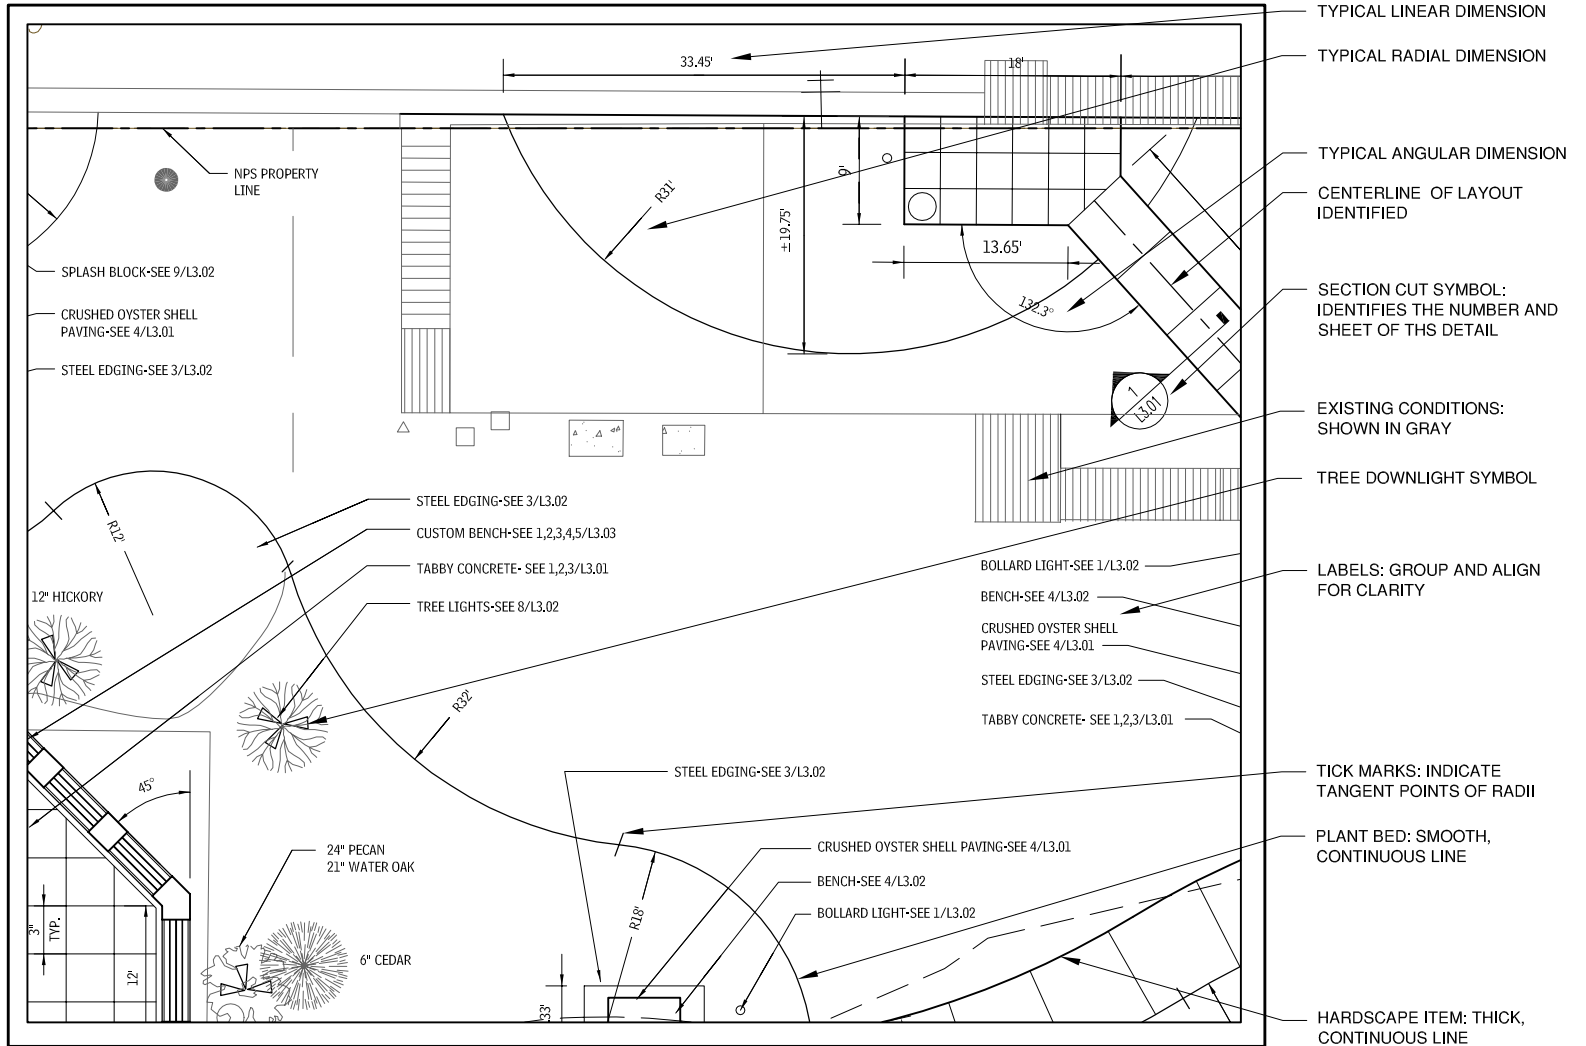 TYPICAL LINEAR DIMENSION
TYPICAL RADIAL DIMENSION
TYPICAL ANGULAR DIMENSION
CENTERLINE OF LAYOUT
IDENTIFIED
SECTION CUT SYMBOL:
IDENTIFIES THE NUMBER AND
SHEET OF THS DETAIL
EXISTING CONDITIONS:
SHOWN IN GRAY
TREE DOWNLIGHT SYMBOL
LABELS: GROUP AND ALIGN
FOR CLARITY
TICK MARKS: INDICATE
TANGENT POINTS OF RADII
PLANT BED: SMOOTH,
CONTINUOUS LINE
HARDSCAPE ITEM: THICK,
CONTINUOUS LINE
33.45'
18'
NPS PROPERTY
LINE
R31'
±19.75'
9'
13.65'
132.3°
1
L3.01
SPLASH BLOCK-SEE 9/L3.02
CRUSHED OYSTER SHELL
PAVING-SEE 4/L3.01
STEEL EDGING-SEE 3/L3.02
R12'
12" HICKORY
STEEL EDGING-SEE 3/L3.02
CUSTOM BENCH-SEE 1,2,3,4,5/L3.03
TABBY CONCRETE- SEE 1,2,3/L3.01
TREE LIGHTS-SEE 8/L3.02
R32'
BOLLARD LIGHT-SEE 1/L3.02
BENCH-SEE 4/L3.02
CRUSHED OYSTER SHELL
PAVING-SEE 4/L3.01
STEEL EDGING-SEE 3/L3.02
TABBY CONCRETE- SEE 1,2,3/L3.01
45°
STEEL EDGING-SEE 3/L3.02
24" PECAN
21" WATER OAK
6" CEDAR
3"
TYP.
12'
R18'
CRUSHED OYSTER SHELL PAVING-SEE 4/L3.01
BENCH-SEE 4/L3.02
BOLLARD LIGHT-SEE 1/L3.02